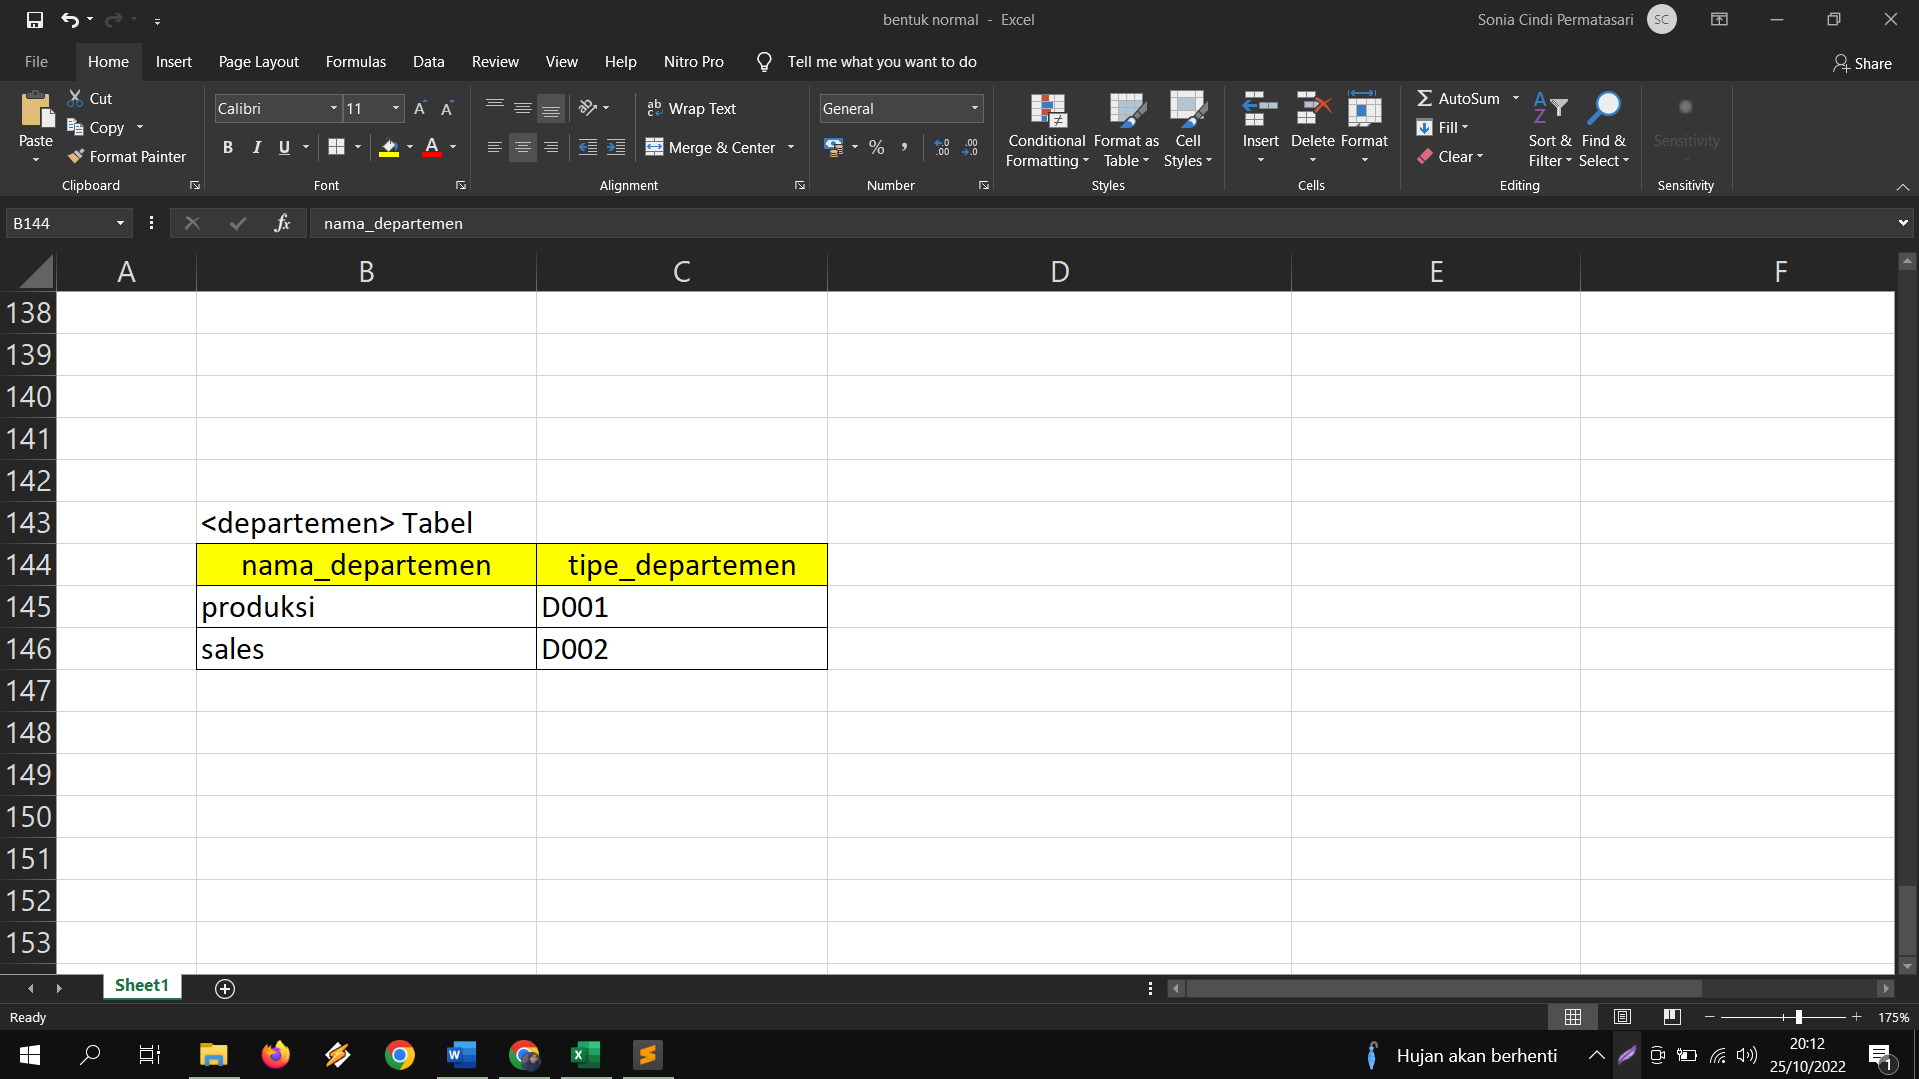 bentuk normal - Excel
Sonia Cindi Permatasari
SC
File Home Insert Page Layout Formulas Data Review View Help Nitro Pro Tell me what you want to do
Share
Paste
Cut
Copy
Format Painter
Clipboard
Calibri 11
B I U
Font
Wrap Text
Merge & Center
Alignment
General
Number
Conditional Formatting
Format as Table
Cell Styles
Styles
Insert Delete Format
Cells
AutoSum
Fill
Clear
Sort & Filter
Find & Select
Editing
Sensitivity
Sensitivity
B144
fx
nama_departemen
A B C D E F
138
139
140
141
142
143 <departemen> Tabel
144 nama_departemen tipe_departemen
145 produksi D001
146 sales D002
147
148
149
150
151
152
153
Sheet1
Ready
175%
Hujan akan berhenti
20:12
25/10/2022
1